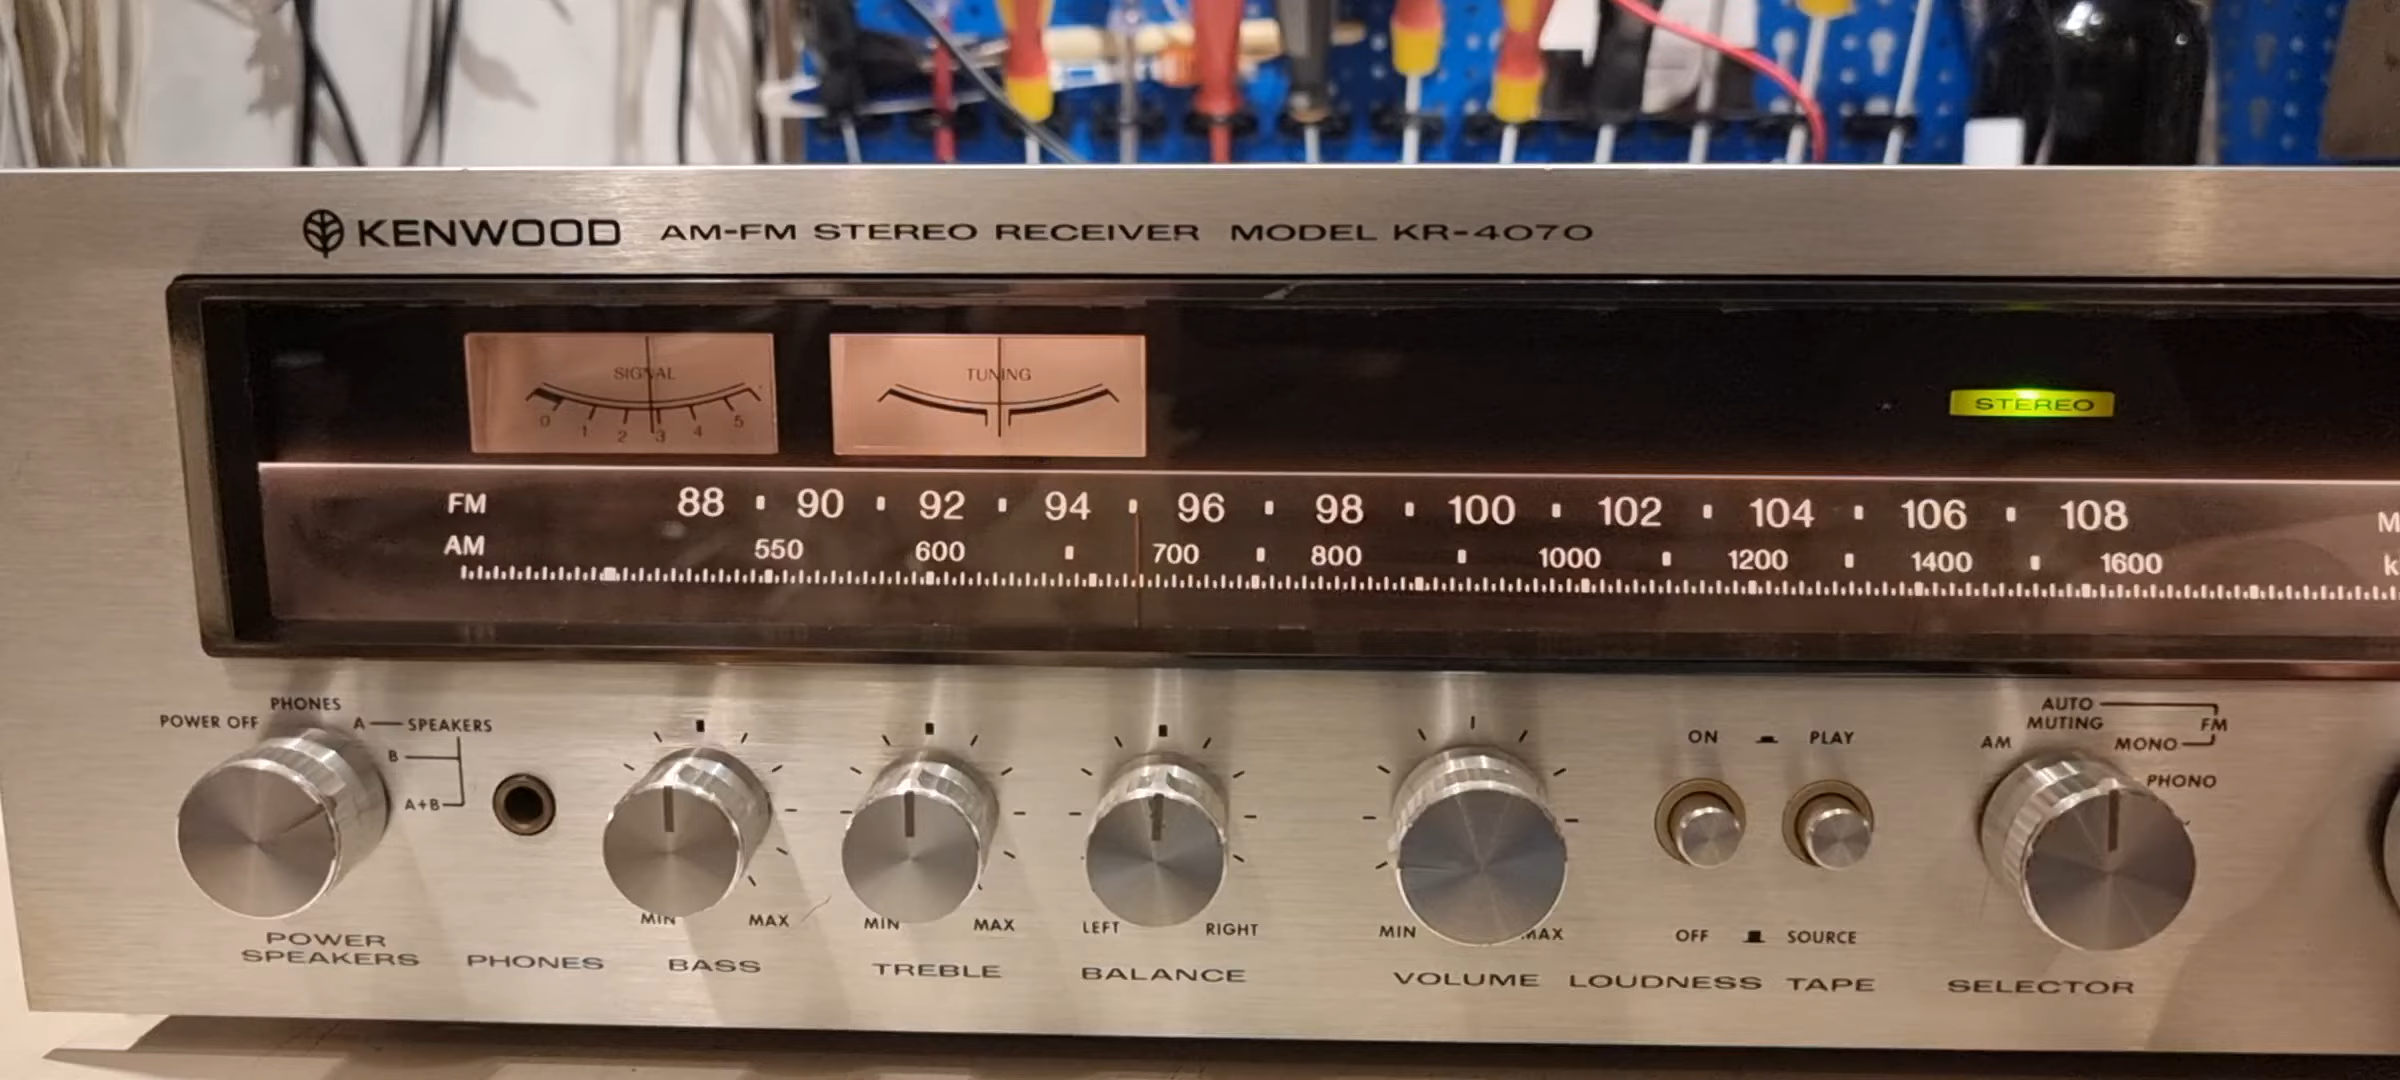 KENWOOD AM-FM STEREO RECEIVER MODEL KR-4070
SIGNAL
0 1 2 3 4 5
TUNING
STEREO
FM 88 90 92 94 96 98 100 102 104 106 108 M
AM 550 600 700 800 1000 1200 1400 1600 k
POWER OFF PHONES A SPEAKERS
B
A+B
ON PLAY
AUTO
MUTING FM
AM MONO
PHONO
MIN MAX MIN MAX LEFT RIGHT MIN MAX OFF SOURCE
POWER
SPEAKERS PHONES BASS TREBLE BALANCE VOLUME LOUDNESS TAPE SELECTOR